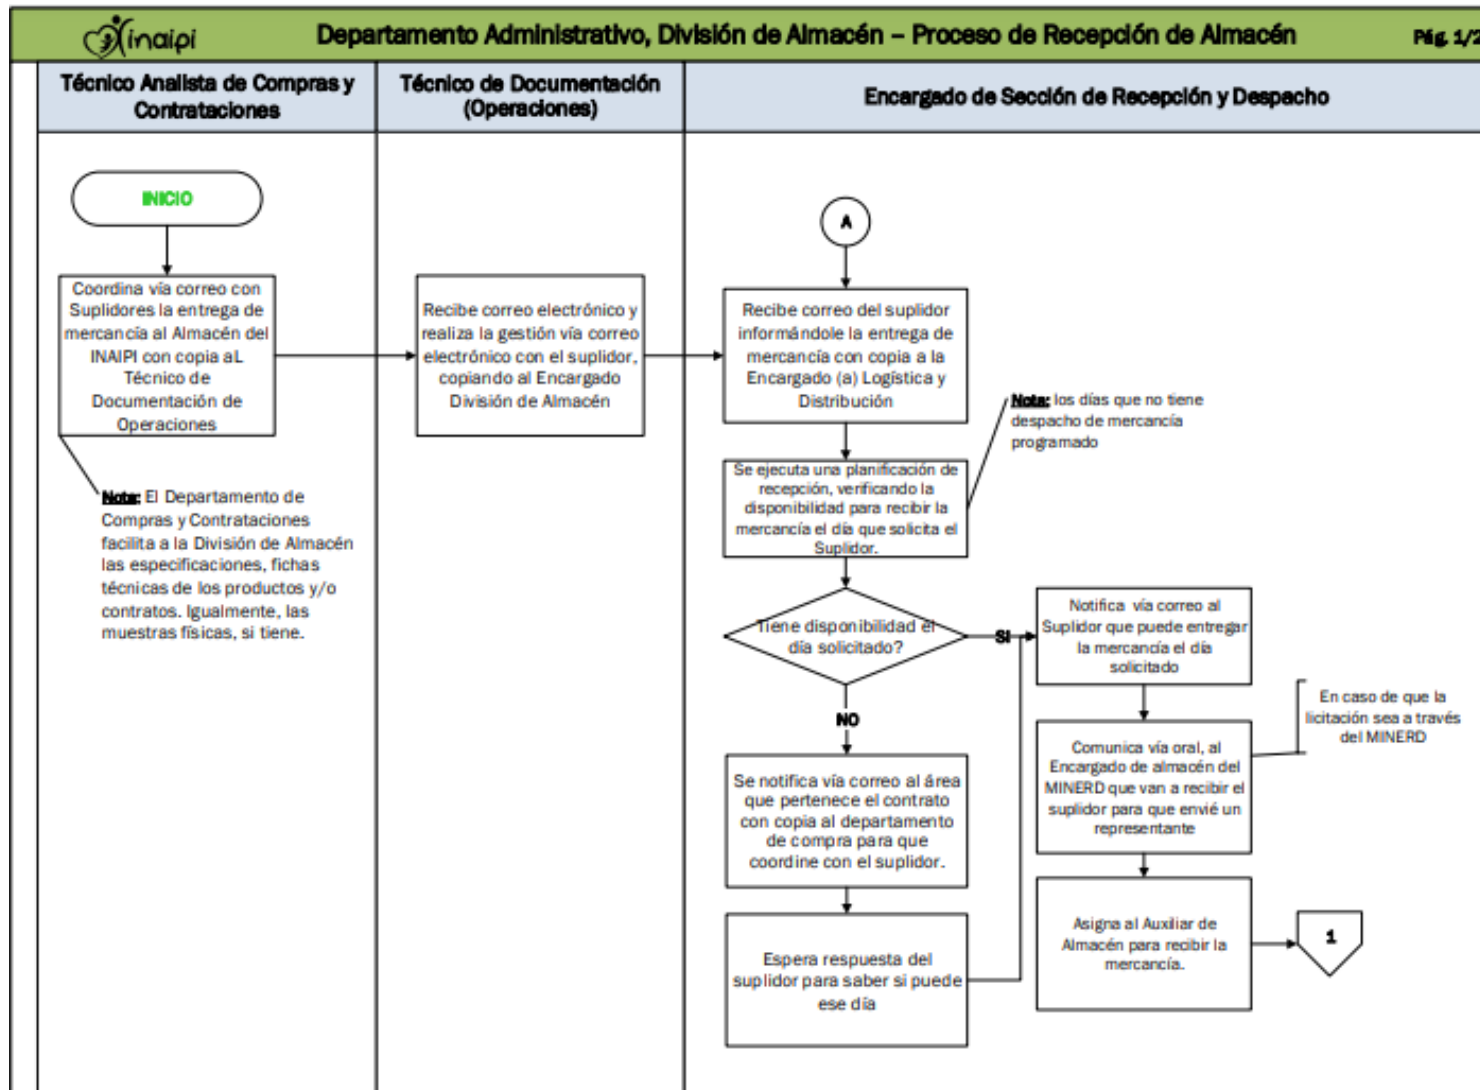 inaipi
Departamento Administrativo, División de Almacén – Proceso de Recepción de Almacén
Pág. 1/2
Técnico Analista de Compras y
Contrataciones
Técnico de Documentación
(Operaciones)
Encargado de Sección de Recepción y Despacho
INICIO
Coordina vía correo con
Suplidores la entrega de
mercancía al Almacén del
INAIPI con copia aL
Técnico de
Documentación de
Operaciones
Nota: El Departamento de
Compras y Contrataciones
facilita a la División de Almacén
las especificaciones, fichas
técnicas de los productos y/o
contratos. Igualmente, las
muestras físicas, si tiene.
Recibe correo electrónico y
realiza la gestión vía correo
electrónico con el suplidor,
copiando al Encargado
División de Almacén
A
Recibe correo del suplidor
informándole la entrega de
mercancía con copia a la
Encargado (a) Logística y
Distribución
Nota: los días que no tiene
despacho de mercancía
programado
Se ejecuta una planificación de
recepción, verificando la
disponibilidad para recibir la
mercancía el día que solicita el
Suplidor.
Tiene disponibilidad el
día solicitado?
SI
NO
Notifica vía correo al
Suplidor que puede entregar
la mercancía el día
solicitado
En caso de que la
licitación sea a través
del MINERD
Comunica vía oral, al
Encargado de almacén del
MINERD que van a recibir el
suplidor para que envié un
representante
Se notifica vía correo al área
que pertenece el contrato
con copia al departamento
de compra para que
coordine con el suplidor.
Asigna al Auxiliar de
Almacén para recibir la
mercancía.
1
Espera respuesta del
suplidor para saber si puede
ese día